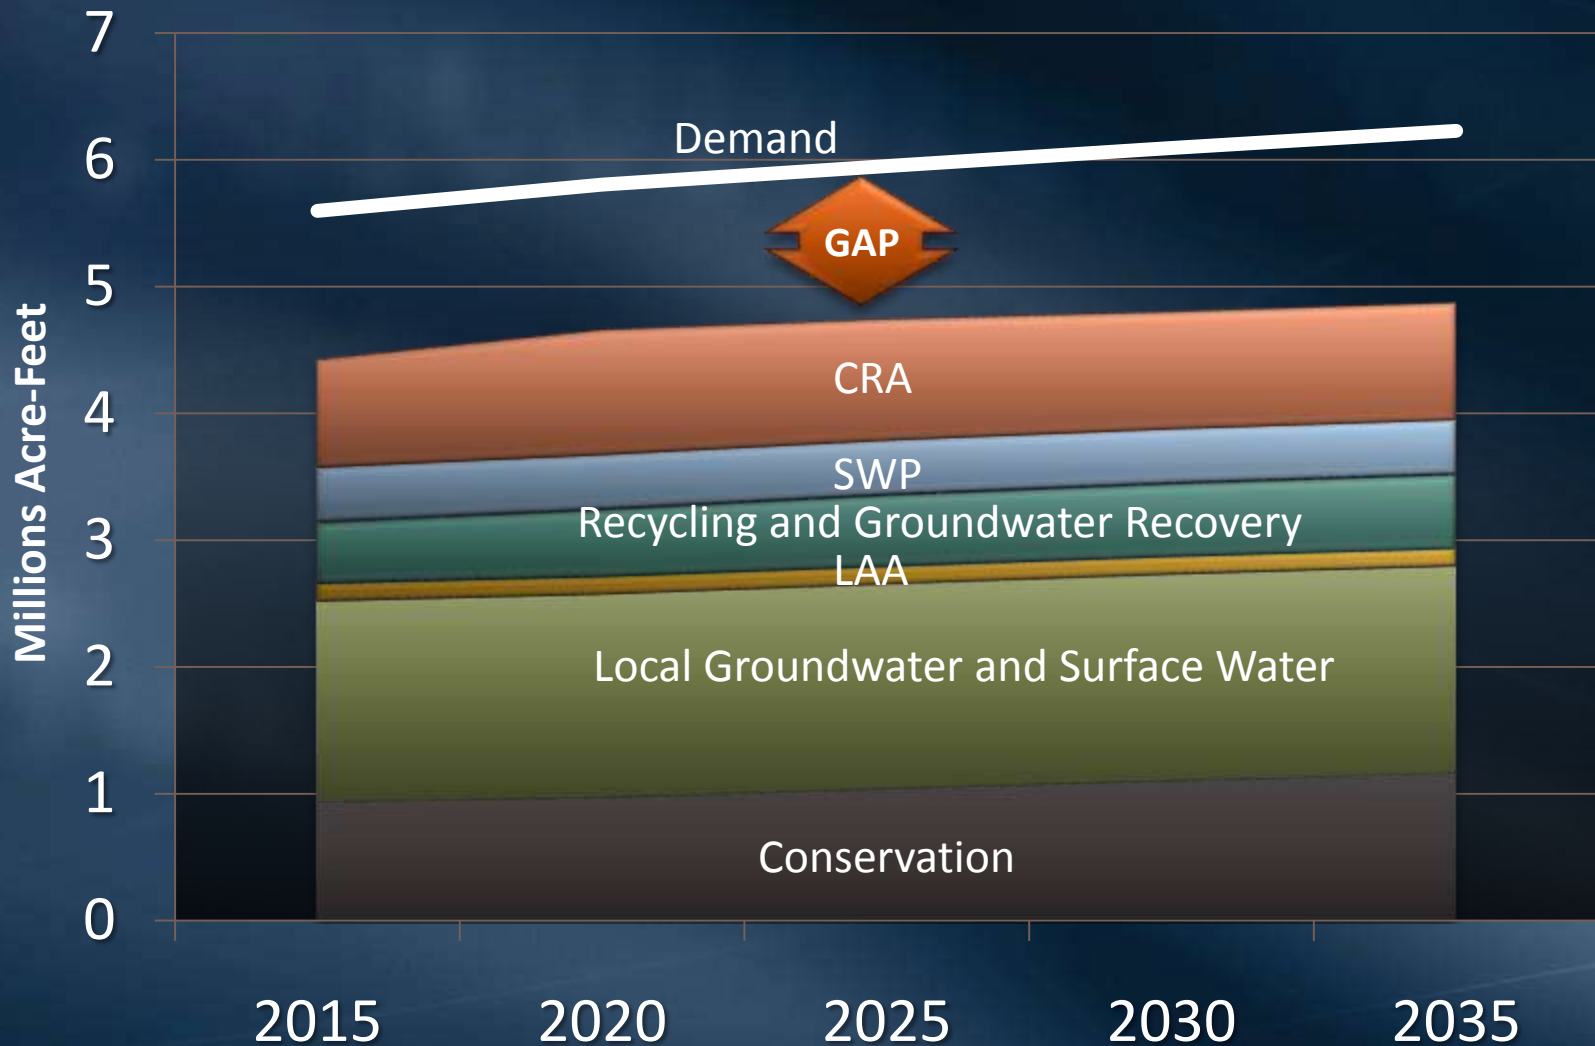 7
6
5
4
3
2
1
0
Millions Acre-Feet
Demand
GAP
CRA
SWP
Recycling and Groundwater Recovery
LAA
Local Groundwater and Surface Water
Conservation
2015 2020 2025 2030 2035